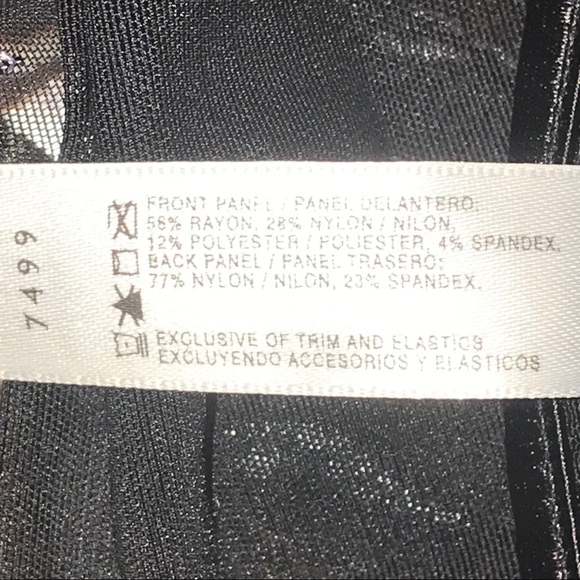 FRONT PANEL / PANEL DELANTERO:
56% RAYON, 28% NYLON / NILON,
12% POLYESTER / POLIESTER, 4% SPANDEX.
BACK PANEL / PANEL TRASERO:
77% NYLON / NILON, 23% SPANDEX.
EXCLUSIVE OF TRIM AND ELASTICS
EXCLUYENDO ACCESORIOS Y ELASTICOS
7499